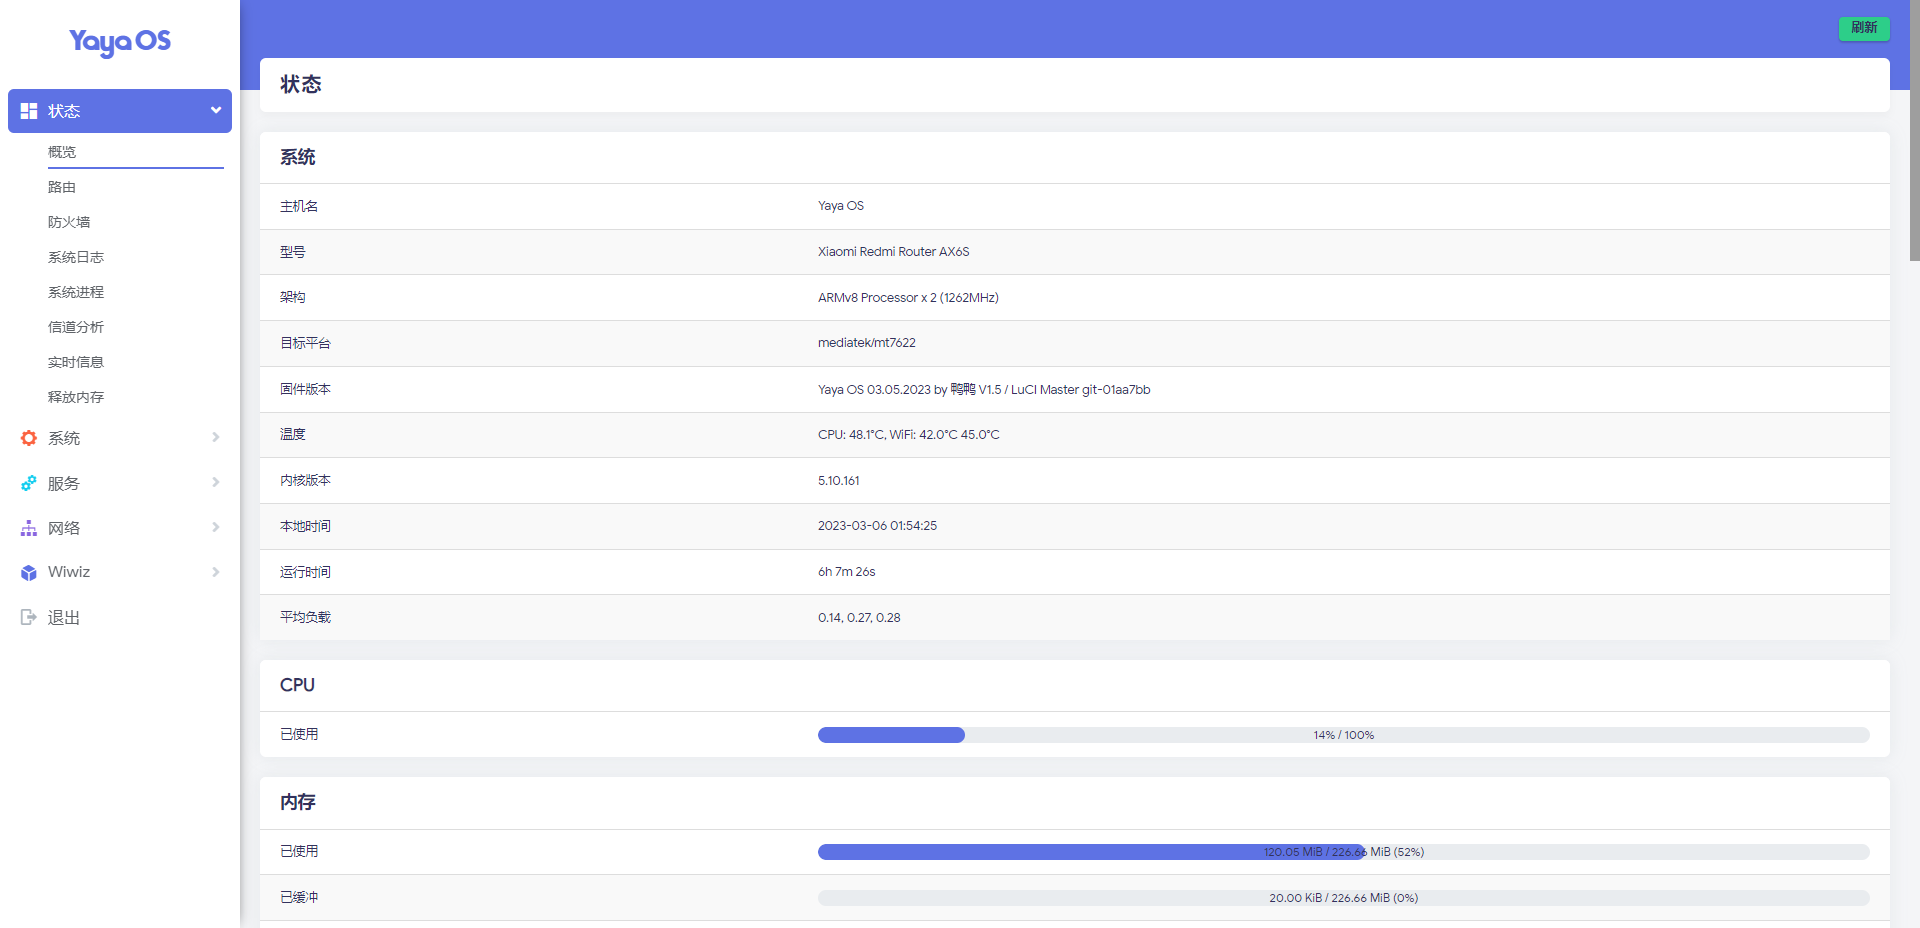 Yaya OS
状态
概览
路由
防火墙
系统日志
系统进程
信道分析
实时信息
释放内存
系统
服务
网络
Wiwiz
退出
刷新
状态
系统
主机名 Yaya OS
型号 Xiaomi Redmi Router AX6S
架构 ARMv8 Processor x 2 (1262MHz)
目标平台 mediatek/mt7622
固件版本 Yaya OS 03.05.2023 by 鸭鸭 V1.5 / LuCI Master git-01aa7bb
温度 CPU: 48.1°C, WiFi: 42.0°C 45.0°C
内核版本 5.10.161
本地时间 2023-03-06 01:54:25
运行时间 6h 7m 26s
平均负载 0.14, 0.27, 0.28
CPU
已使用 14% / 100%
内存
已使用 120.05 MiB / 226.66 MiB (52%)
已缓冲 20.00 KiB / 226.66 MiB (0%)